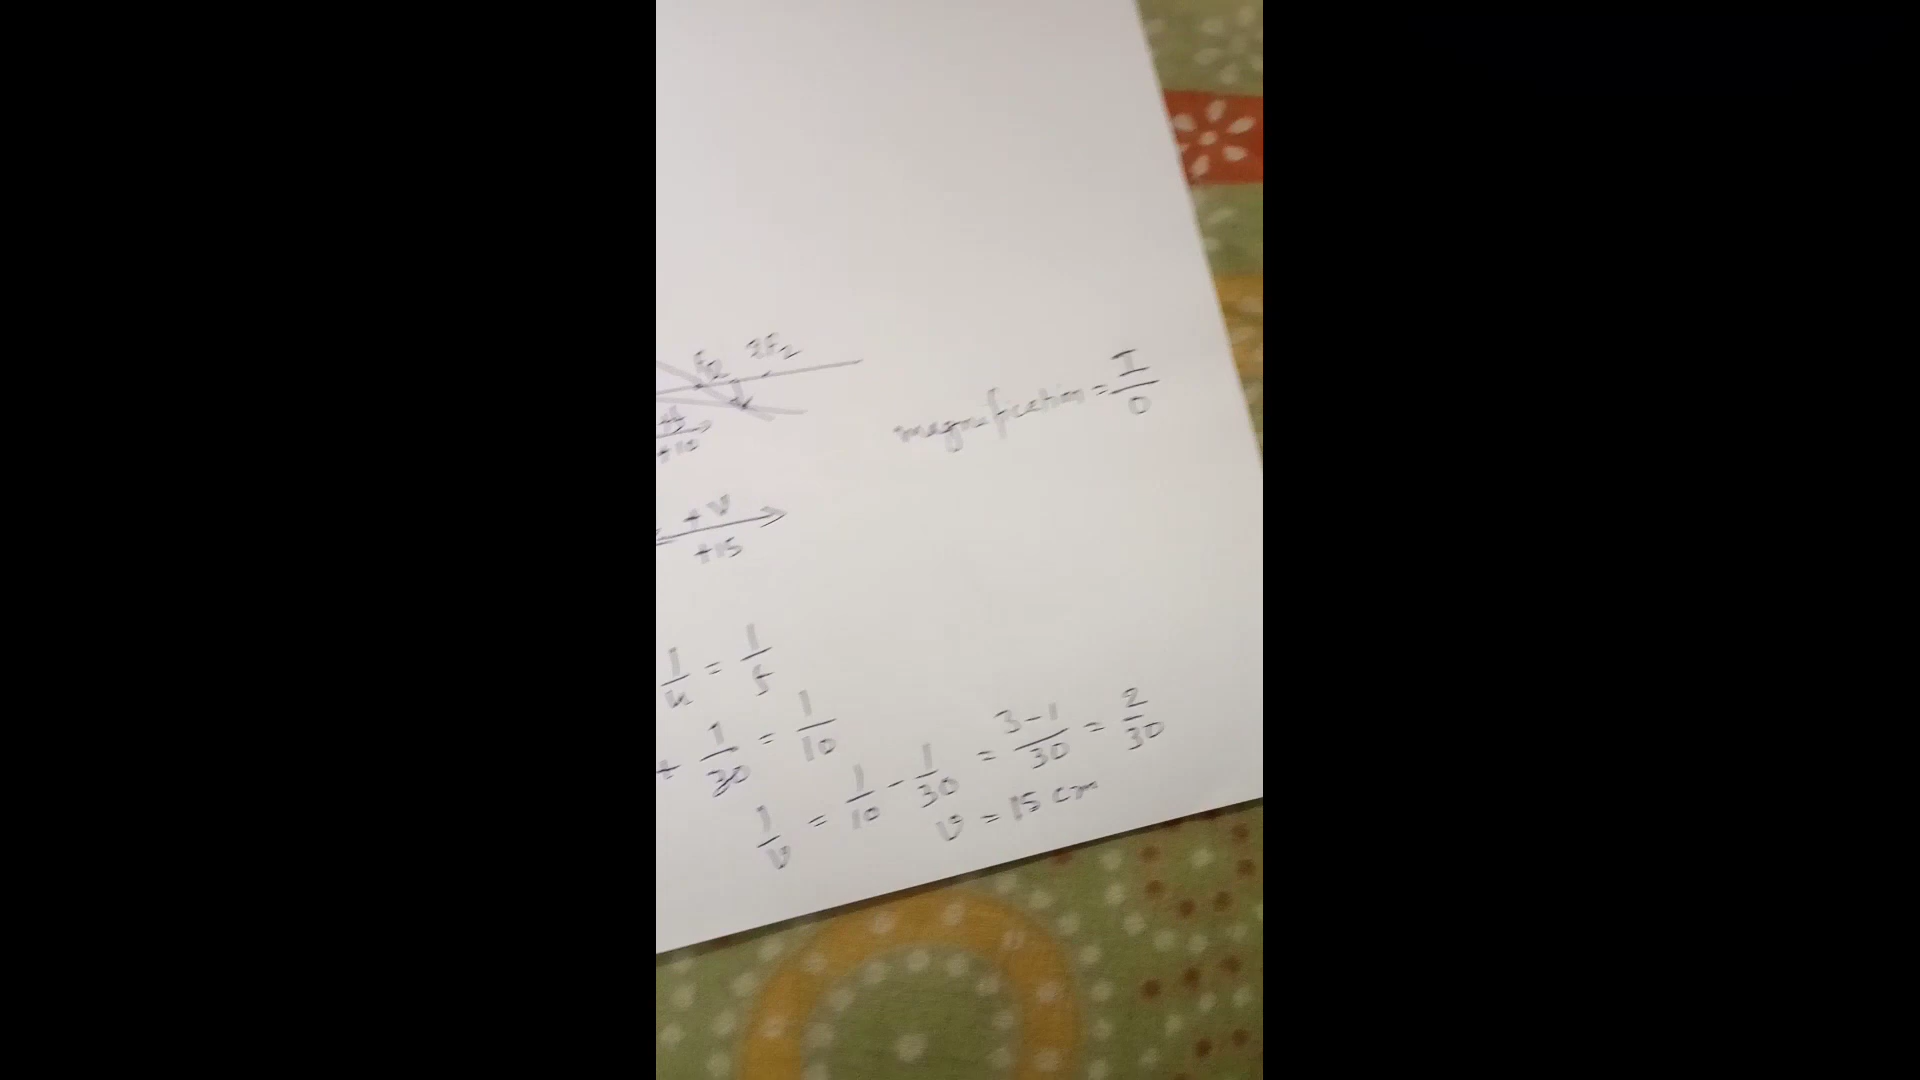 F2 2F2
+f
+10
magnification = I/O
+v
+15
1/u = 1/f
+ 1/30 = 1/10
1/v = 1/10 - 1/30 = 3-1/30 = 2/30
v = 15 cm